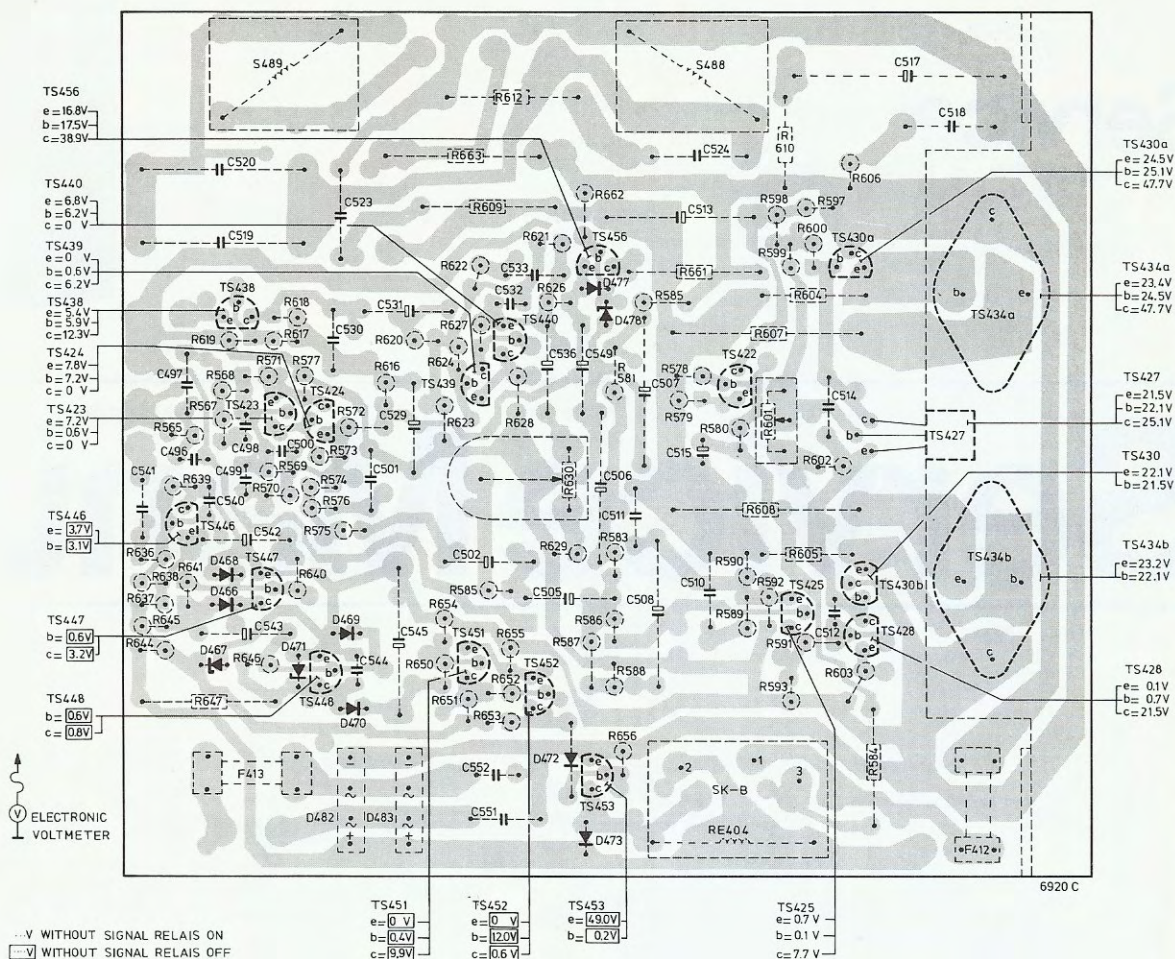 TS456
e=16.8V
b=17.5V
c=38.9V
TS440
e=6.8V
b=6.2V
c=0 V
TS439
e=0 V
b=0.6V
c=6.2V
TS438
e=5.4V
b=5.9V
c=12.3V
TS424
e=7.8V
b=7.2V
c=0 V
TS423
e=7.2V
b=0.6V
c=0 V
TS446
e=3.7V
b=3.1V
TS447
b=0.6V
c=3.2V
TS448
b=0.6V
c=0.8V
V ELECTRONIC
VOLTMETER
S489
S488
C517
R612
C518
R610
C520
R663
C524
R606
C523
R662
R609
C513
R598
R597
C519
R621
TS456
R600
R599
TS430a
b c e
R622
C533
R661
D477
C532
R626
R585
R604
TS438
R618
C531
R627
TS440
D478
R607
TS434a
R619
R617
C530
R620
R624
C536
C549
R581
C507
R578
TS422
C497
R571
R577
R568
TS424
R616
TS439
C514
R567
TS423
R572
C529
R579
R601
R565
C498
C500
R623
R628
R580
TS427
C496
R573
C515
R602
C541
R639
C499
R569
C501
R630
C506
C540
R570
R574
R576
C511
R608
TS446
R575
C542
C502
R629
R583
R590
R605
TS434b
R636
D468
TS447
R592
TS425
TS430b
R638
R641
R640
R585
C510
R637
D466
C505
C508
R589
R654
R586
C512
TS428
R645
C543
D469
C545
TS451
R655
R587
R591
R644
D467
R646
D471
C544
R650
TS452
R588
R603
R652
R593
R647
TS448
R651
D470
R653
R656
D472
R584
F413
C552
SK-B
2 1 3
TS453
D482
D483
C551
D473
RE404
F412
6920 C
TS430a
e=24.5V
b=25.1V
c=47.7V
TS434a
e=23.4V
b=24.5V
c=47.7V
TS427
e=21.5V
b=22.1V
c=25.1V
TS430
e=22.1V
b=21.5V
TS434b
e=23.2V
b=22.1V
TS428
e=0.1V
b=0.7V
c=21.5V
TS451
e=0 V
b=0.4V
c=9.9V
TS452
e=0 V
b=12.0V
c=0.6 V
TS453
e=49.0V
b=0.2V
TS425
e=0.7 V
b=0.1 V
c=7.7 V
...V WITHOUT SIGNAL RELAIS ON
...V WITHOUT SIGNAL RELAIS OFF